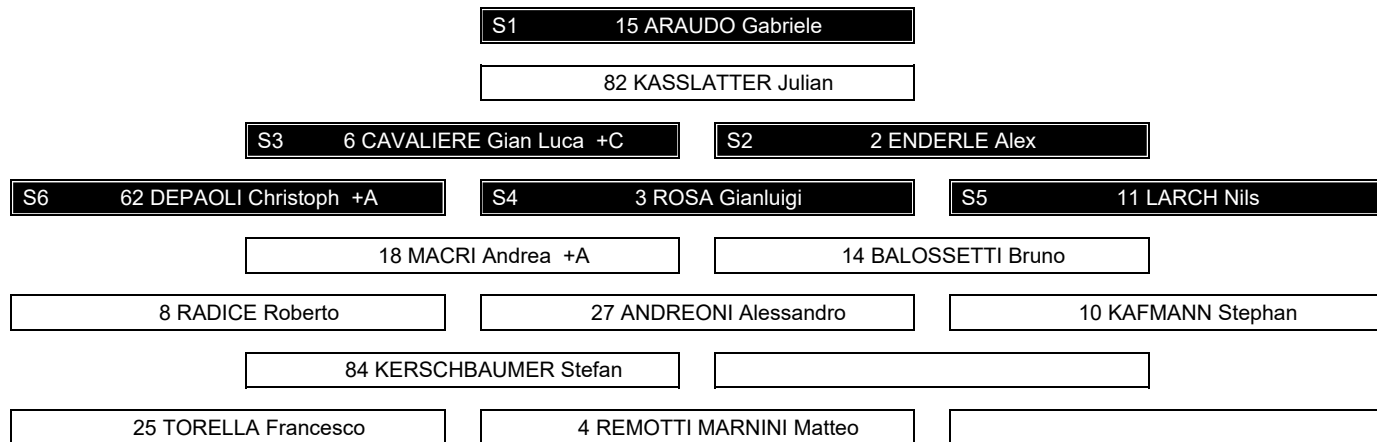 S1 15 ARAUDO Gabriele
82 KASSLATTER Julian
S3 6 CAVALIERE Gian Luca +C S2 2 ENDERLE Alex
S6 62 DEPAOLI Christoph +A S4 3 ROSA Gianluigi S5 11 LARCH Nils
18 MACRI Andrea +A 14 BALOSSETTI Bruno
8 RADICE Roberto 27 ANDREONI Alessandro 10 KAFMANN Stephan
84 KERSCHBAUMER Stefan
25 TORELLA Francesco 4 REMOTTI MARNINI Matteo